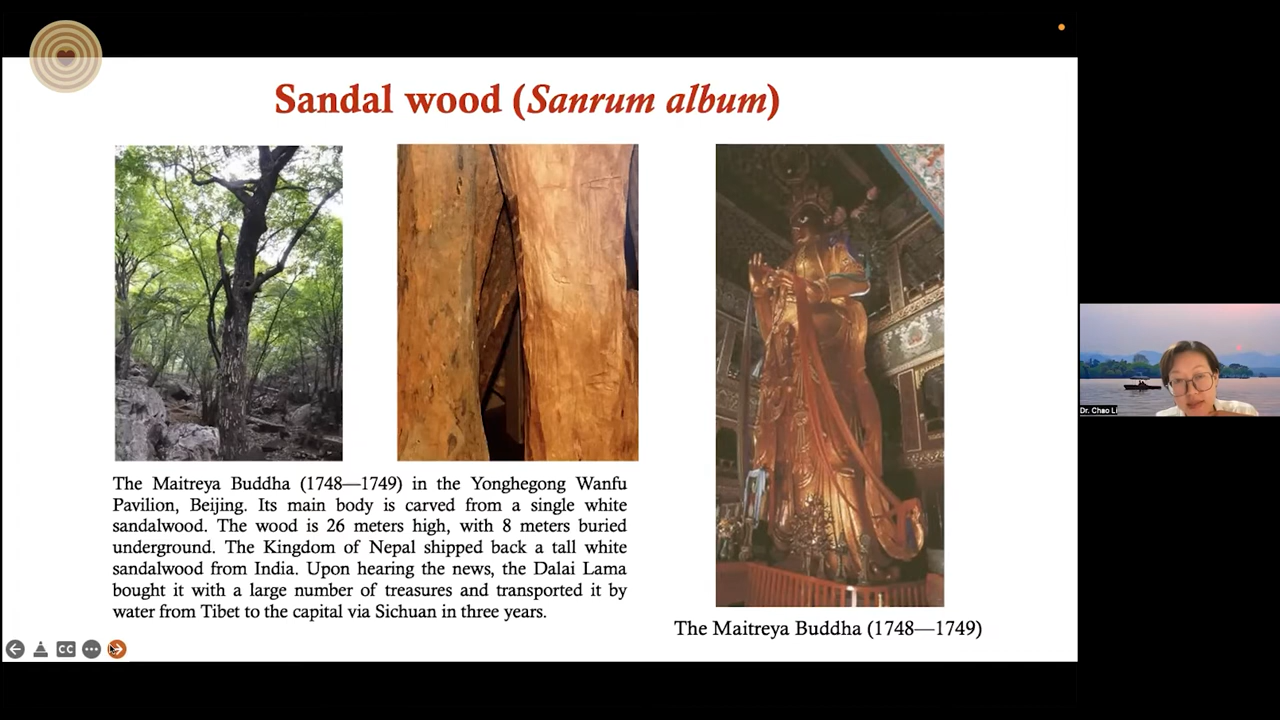 Sandal wood (Sanrum album)
The Maitreya Buddha (1748—1749) in the Yonghegong Wanfu
Pavilion, Beijing. Its main body is carved from a single white
sandalwood. The wood is 26 meters high, with 8 meters buried
underground. The Kingdom of Nepal shipped back a tall white
sandalwood from India. Upon hearing the news, the Dalai Lama
bought it with a large number of treasures and transported it by
water from Tibet to the capital via Sichuan in three years.
The Maitreya Buddha (1748—1749)
CC
Dr. Chao Li